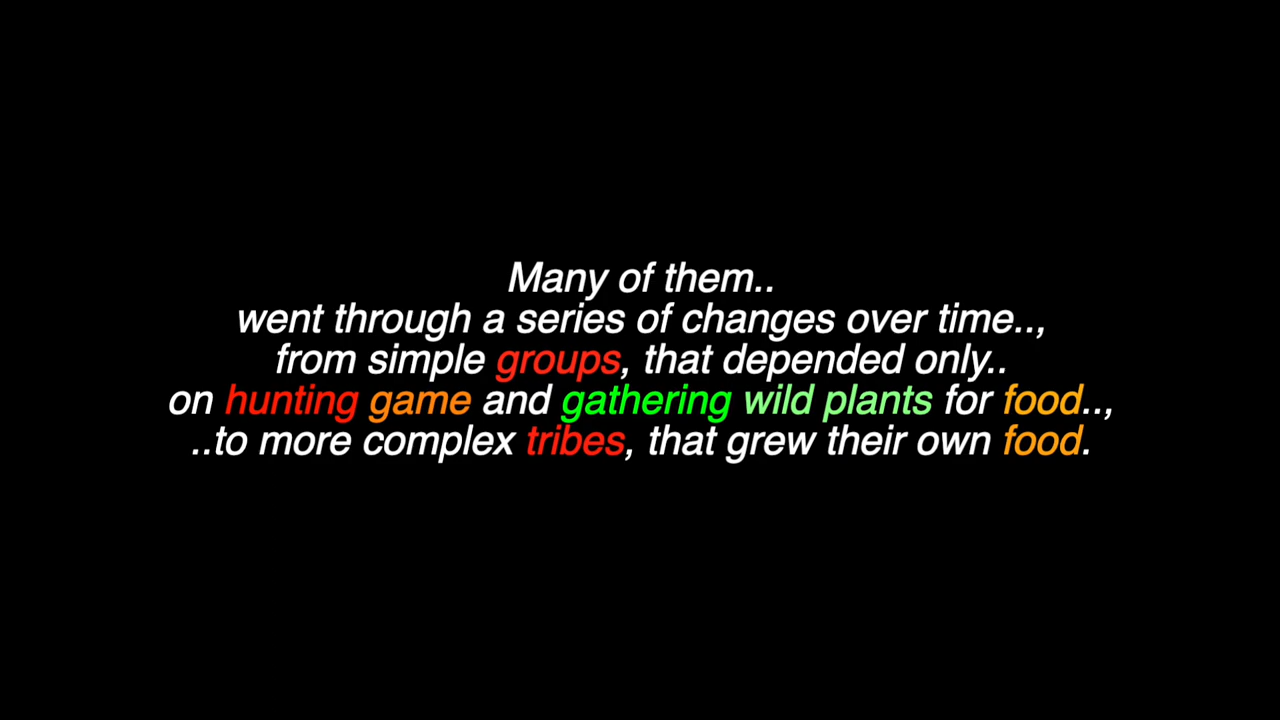 Many of them..
went through a series of changes over time..,
from simple groups, that depended only..
on hunting game and gathering wild plants for food..,
..to more complex tribes, that grew their own food.